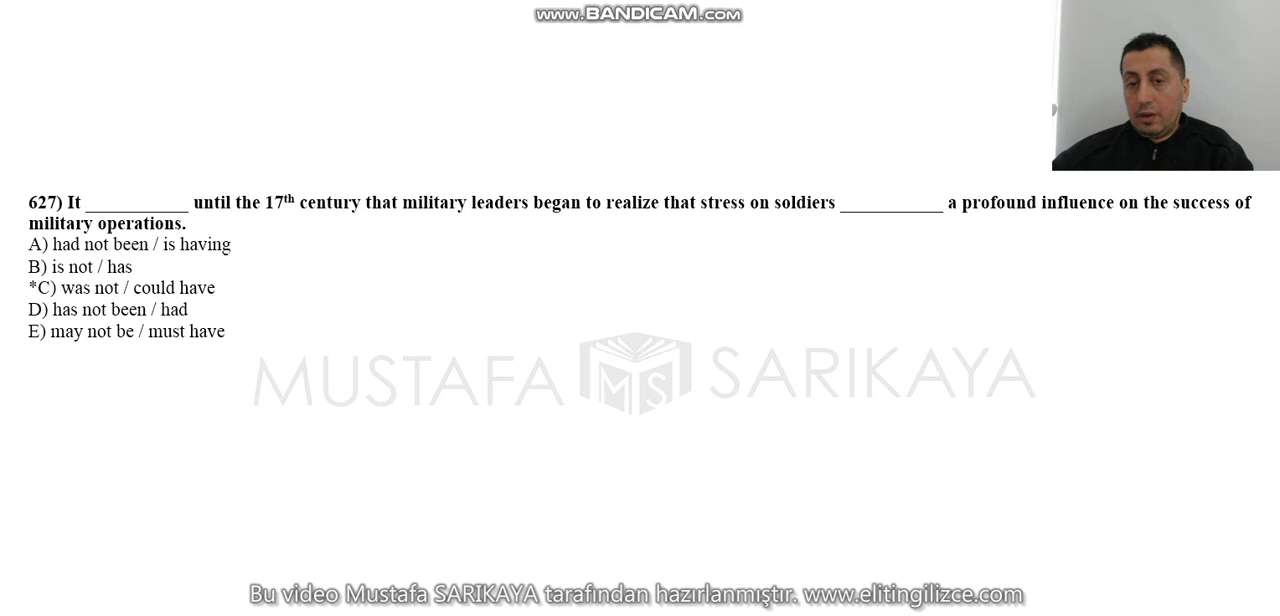 www.BANDICAM.com
627) It ___________ until the 17th century that military leaders began to realize that stress on soldiers ___________ a profound influence on the success of
military operations.
A) had not been / is having
B) is not / has
*C) was not / could have
D) has not been / had
E) may not be / must have
MUSTAFA MS SARIKAYA
Bu video Mustafa SARIKAYA tarafından hazırlanmıştır. www.elitingilizce.com